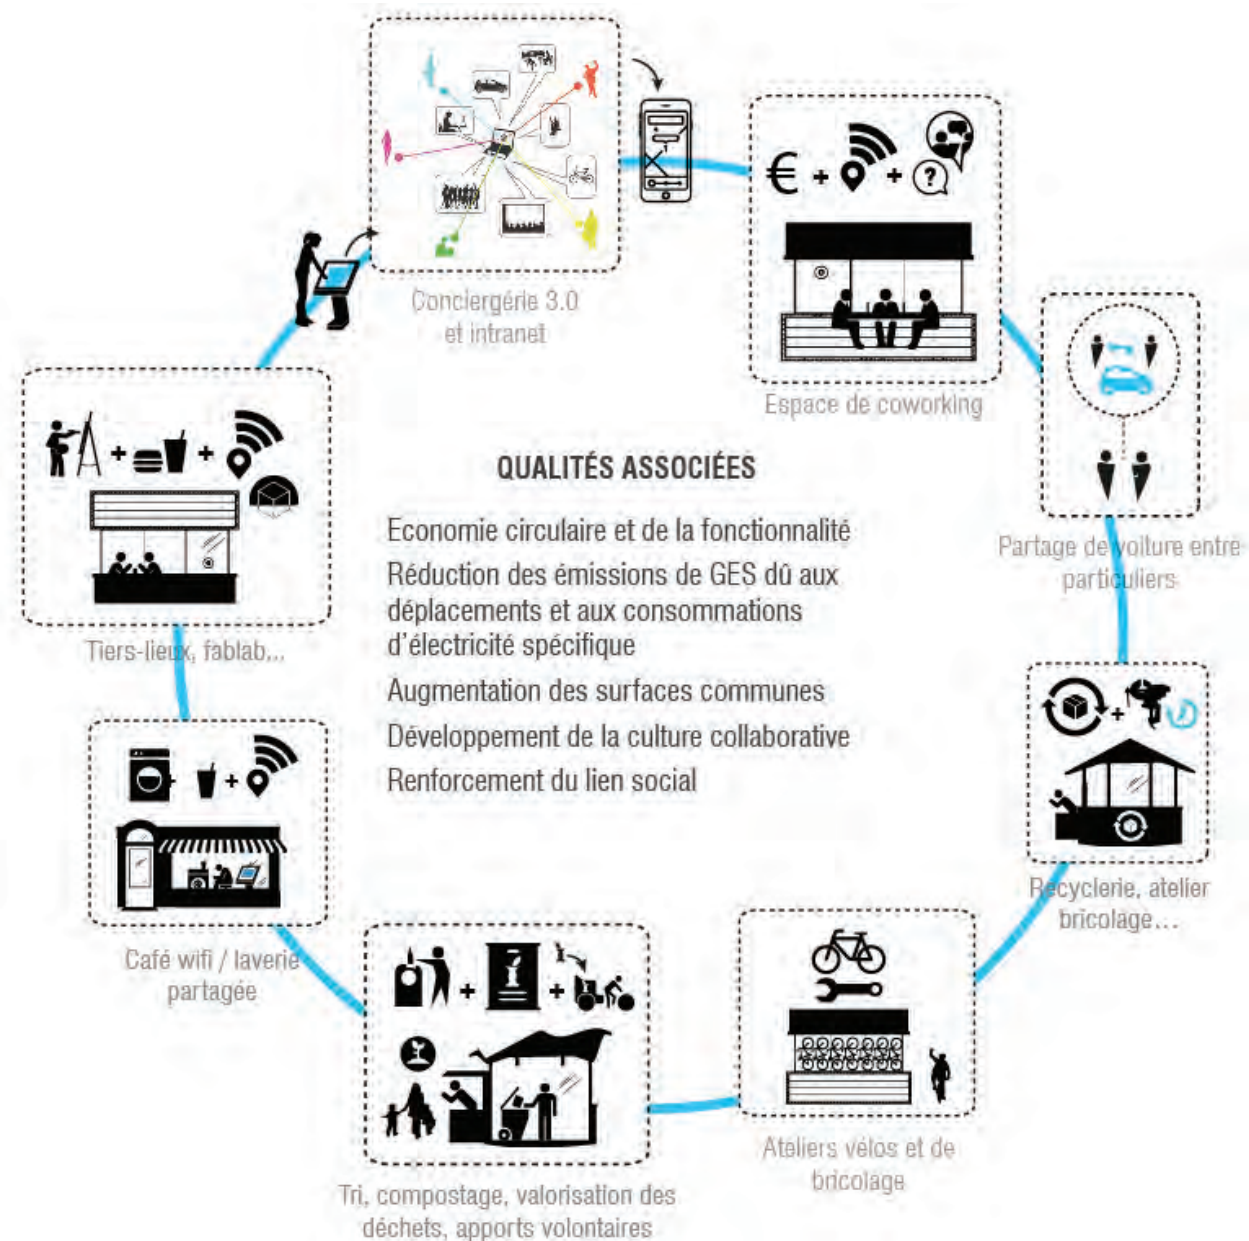 Conciergérie 3.0
et intranet
€ + +
?
Espace de coworking
Partage de voiture entre
particuliers
+
Recyclerie, atelier
bricolage...
Ateliers vélos et de
bricolage
+ +
Tri, compostage, valorisation des
déchets, apports volontaires
+ +
Café wifi / laverie
partagée
+ +
Tiers-lieux, fablab...
QUALITÉS ASSOCIÉES
Economie circulaire et de la fonctionnalité
Réduction des émissions de GES dû aux
déplacements et aux consommations
d'électricité spécifique
Augmentation des surfaces communes
Développement de la culture collaborative
Renforcement du lien social